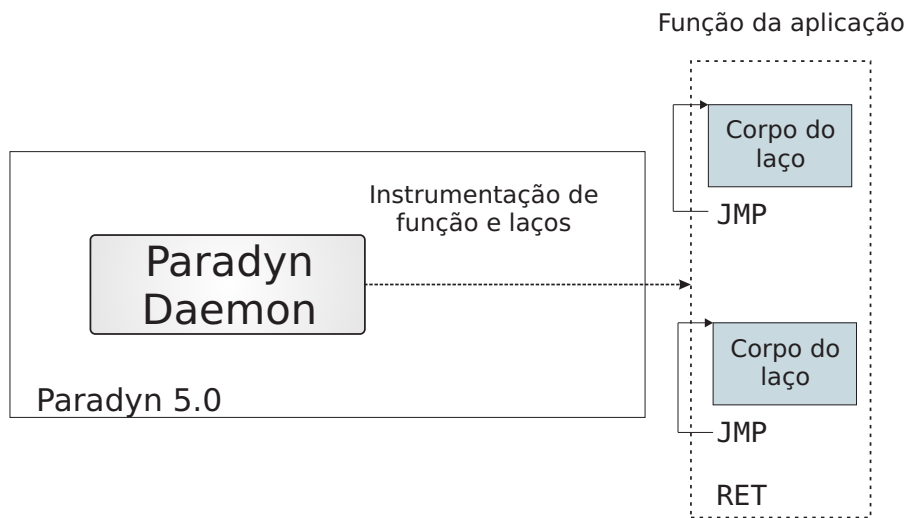 Função da aplicação
Corpo do
laço
JMP
Instrumentação de
função e laços
Paradyn
Daemon
Paradyn 5.0
Corpo do
laço
JMP
RET